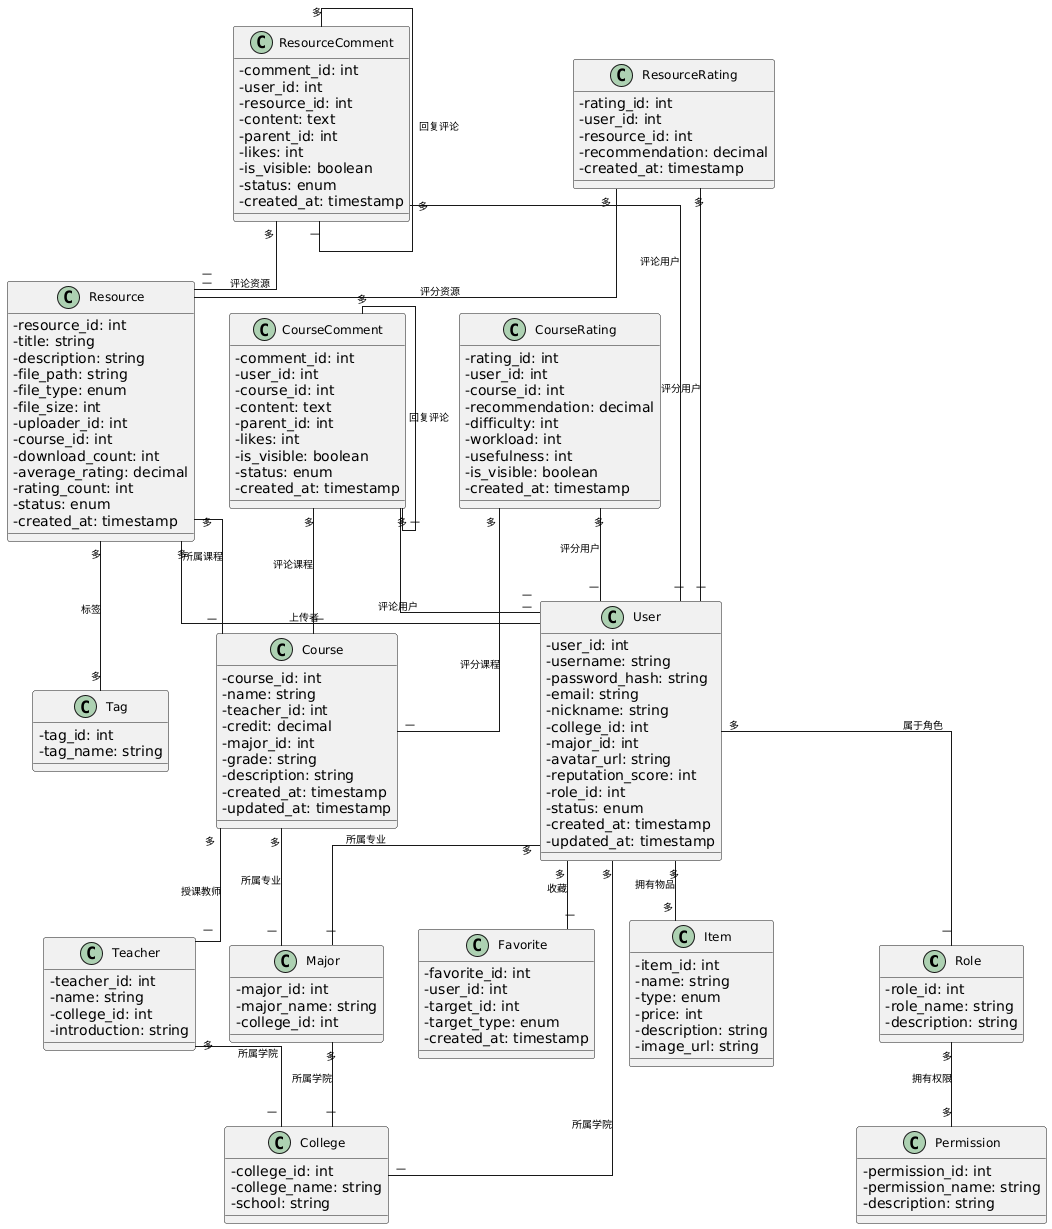 多
ResourceComment
-comment_id: int
-user_id: int
-resource_id: int
-content: text
-parent_id: int
-likes: int
-is_visible: boolean
-status: enum
-created_at: timestamp
回复评论
多
一
多
ResourceRating
-rating_id: int
-user_id: int
-resource_id: int
-recommendation: decimal
-created_at: timestamp
多
多
评论用户
一
一
评论资源
评分资源
Resource
-resource_id: int
-title: string
-description: string
-file_path: string
-file_type: enum
-file_size: int
-uploader_id: int
-course_id: int
-download_count: int
-average_rating: decimal
-rating_count: int
-status: enum
-created_at: timestamp
多
多
多
所属课程
多
CourseComment
-comment_id: int
-user_id: int
-course_id: int
-content: text
-parent_id: int
-likes: int
-is_visible: boolean
-status: enum
-created_at: timestamp
回复评论
多
多
一
CourseRating
-rating_id: int
-user_id: int
-course_id: int
-recommendation: decimal
-difficulty: int
-workload: int
-usefulness: int
-is_visible: boolean
-created_at: timestamp
多
多
评分用户
评分用户
评论课程
标签
一
一
一
一
一
评论用户
上传者
一
一
评分课程
多
Tag
-tag_id: int
-tag_name: string
Course
-course_id: int
-name: string
-teacher_id: int
-credit: decimal
-major_id: int
-grade: string
-description: string
-created_at: timestamp
-updated_at: timestamp
一
多
多
User
-user_id: int
-username: string
-password_hash: string
-email: string
-nickname: string
-college_id: int
-major_id: int
-avatar_url: string
-reputation_score: int
-role_id: int
-status: enum
-created_at: timestamp
-updated_at: timestamp
多
属于角色
多
所属专业
多
多
多
授课教师
所属专业
收藏
拥有物品
一
一
一
一
多
一
Teacher
-teacher_id: int
-name: string
-college_id: int
-introduction: string
多
所属学院
Major
-major_id: int
-major_name: string
-college_id: int
多
所属学院
Favorite
-favorite_id: int
-user_id: int
-target_id: int
-target_type: enum
-created_at: timestamp
Item
-item_id: int
-name: string
-type: enum
-price: int
-description: string
-image_url: string
Role
-role_id: int
-role_name: string
-description: string
多
拥有权限
多
一
一
所属学院
一
College
-college_id: int
-college_name: string
-school: string
Permission
-permission_id: int
-permission_name: string
-description: string